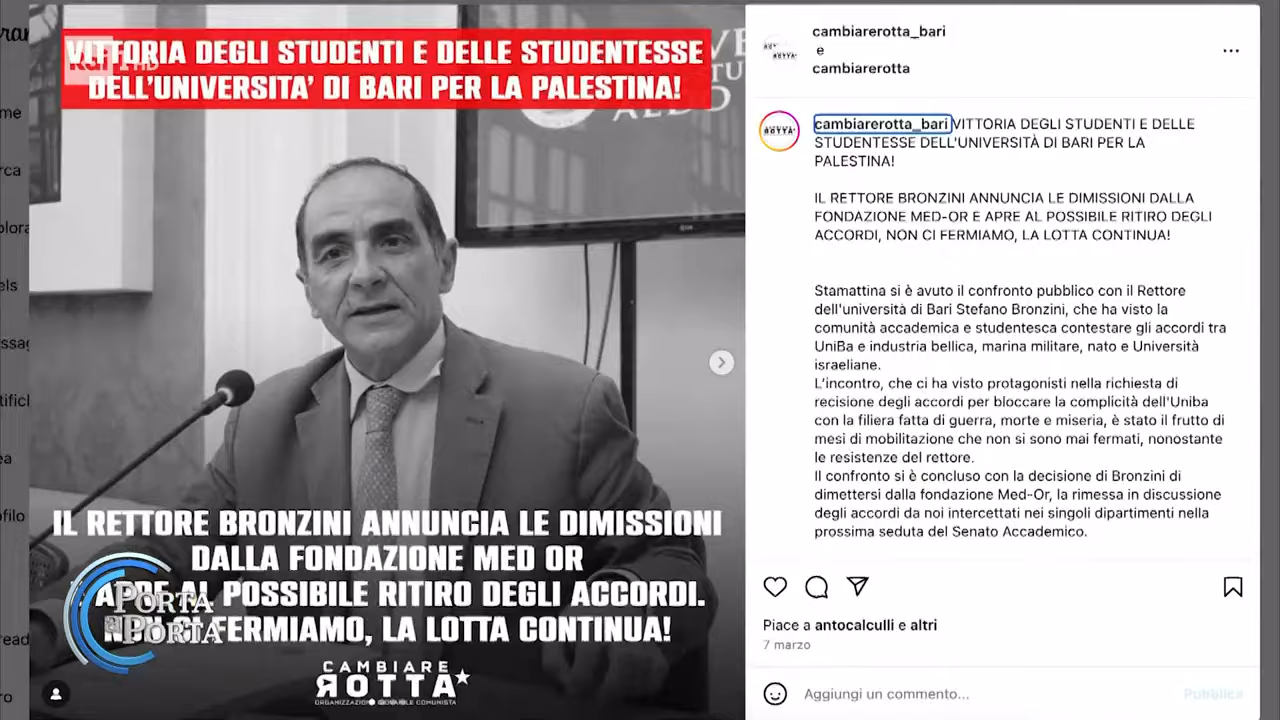 VITTORIA DEGLI STUDENTI E DELLE STUDENTESSE
DELL'UNIVERSITA' DI BARI PER LA PALESTINA!
IL RETTORE BRONZINI ANNUNCIA LE DIMISSIONI
DALLA FONDAZIONE MED OR
APRE AL POSSIBILE RITIRO DEGLI ACCORDI.
NON CI FERMIAMO, LA LOTTA CONTINUA!
PORTA
A PORTA
CAMBIARE
ROTTA
ORGANIZZAZIONE GIOVANILE COMUNISTA
cambiarerotta_bari
e
cambiarerotta
cambiarerotta_bari VITTORIA DEGLI STUDENTI E DELLE
STUDENTESSE DELL'UNIVERSITÀ DI BARI PER LA
PALESTINA!
IL RETTORE BRONZINI ANNUNCIA LE DIMISSIONI DALLA
FONDAZIONE MED-OR E APRE AL POSSIBILE RITIRO DEGLI
ACCORDI, NON CI FERMIAMO, LA LOTTA CONTINUA!
Stamattina si è avuto il confronto pubblico con il Rettore
dell'università di Bari Stefano Bronzini, che ha visto la
comunità accademica e studentesca contestare gli accordi tra
UniBa e industria bellica, marina militare, nato e Università
israeliane.
L'incontro, che ci ha visto protagonisti nella richiesta di
recisione degli accordi per bloccare la complicità dell'Uniba
con la filiera fatta di guerra, morte e miseria, è stato il frutto di
mesi di mobilitazione che non si sono mai fermati, nonostante
le resistenze del rettore.
Il confronto si è concluso con la decisione di Bronzini di
dimettersi dalla fondazione Med-Or, la rimessa in discussione
degli accordi da noi intercettati nei singoli dipartimenti nella
prossima seduta del Senato Accademico.
Piace a antocalculli e altri
7 marzo
Aggiungi un commento...
Pubblica